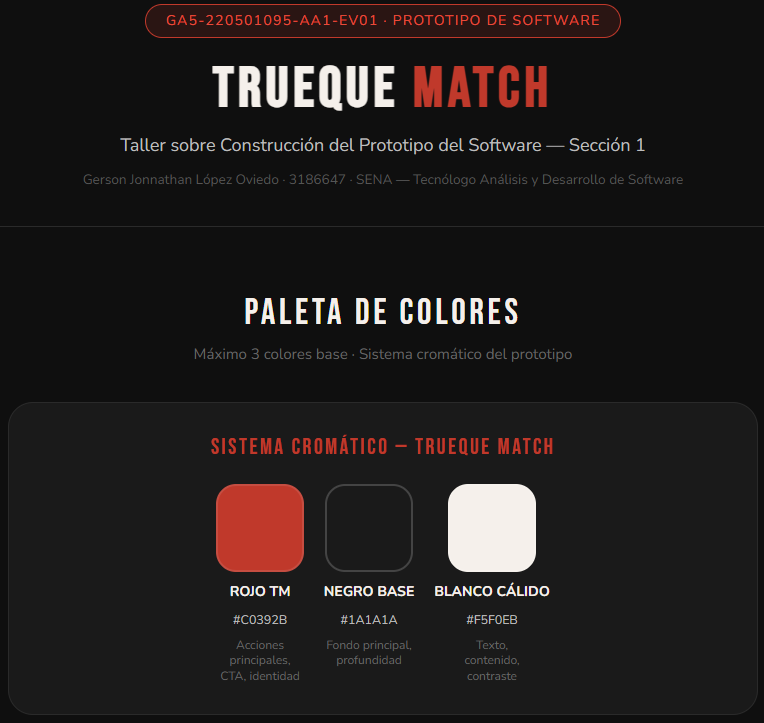 GA5-220501095-AA1-EV01 · PROTOTIPO DE SOFTWARE
TRUEQUE MATCH
Taller sobre Construcción del Prototipo del Software — Sección 1
Gerson Jonnathan López Oviedo · 3186647 · SENA — Tecnólogo Análisis y Desarrollo de Software
PALETA DE COLORES
Máximo 3 colores base · Sistema cromático del prototipo
SISTEMA CROMÁTICO — TRUEQUE MATCH
ROJO TM
#C0392B
Acciones
principales,
CTA, identidad
NEGRO BASE
#1A1A1A
Fondo principal,
profundidad
BLANCO CÁLIDO
#F5F0EB
Texto,
contenido,
contraste